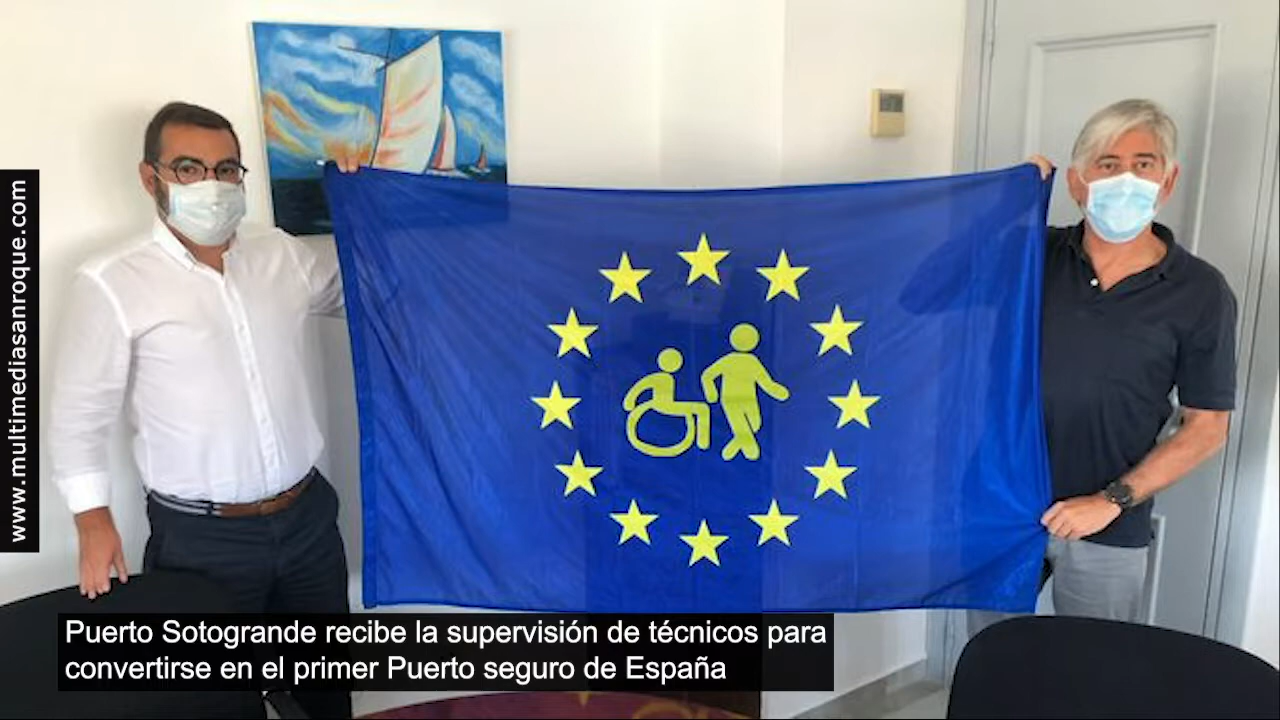 www.multimediasanroque.com
Puerto Sotogrande recibe la supervisión de técnicos para
convertirse en el primer Puerto seguro de España